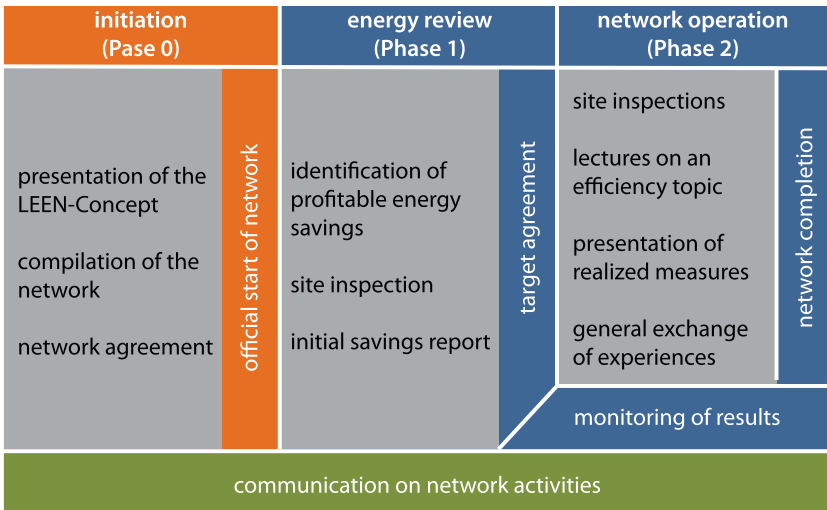 initiation
(Pase 0)
energy review
(Phase 1)
network operation
(Phase 2)
presentation of the
LEEN-Concept
compilation of the
network
network agreement
official start of network
identification of
profitable energy
savings
site inspection
initial savings report
target agreement
site inspections
lectures on an
efficiency topic
presentation of
realized measures
general exchange
of experiences
network completion
monitoring of results
communication on network activities